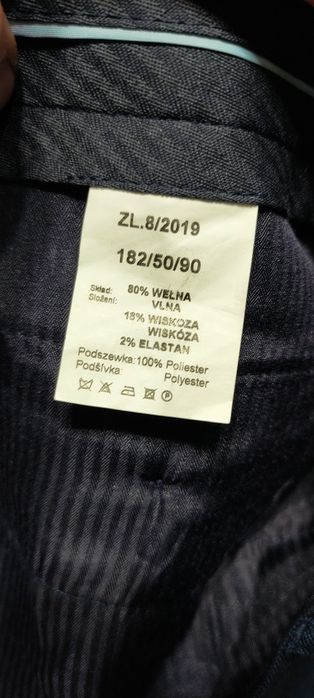 ZL.8/2019
182/50/90
Skład: 80% WEŁNA
Složení: VLNA
18% WISKOZA
WISKÓZA
2% ELASTAN
Podszewka:100% Poliester
Podšívka: Polyester